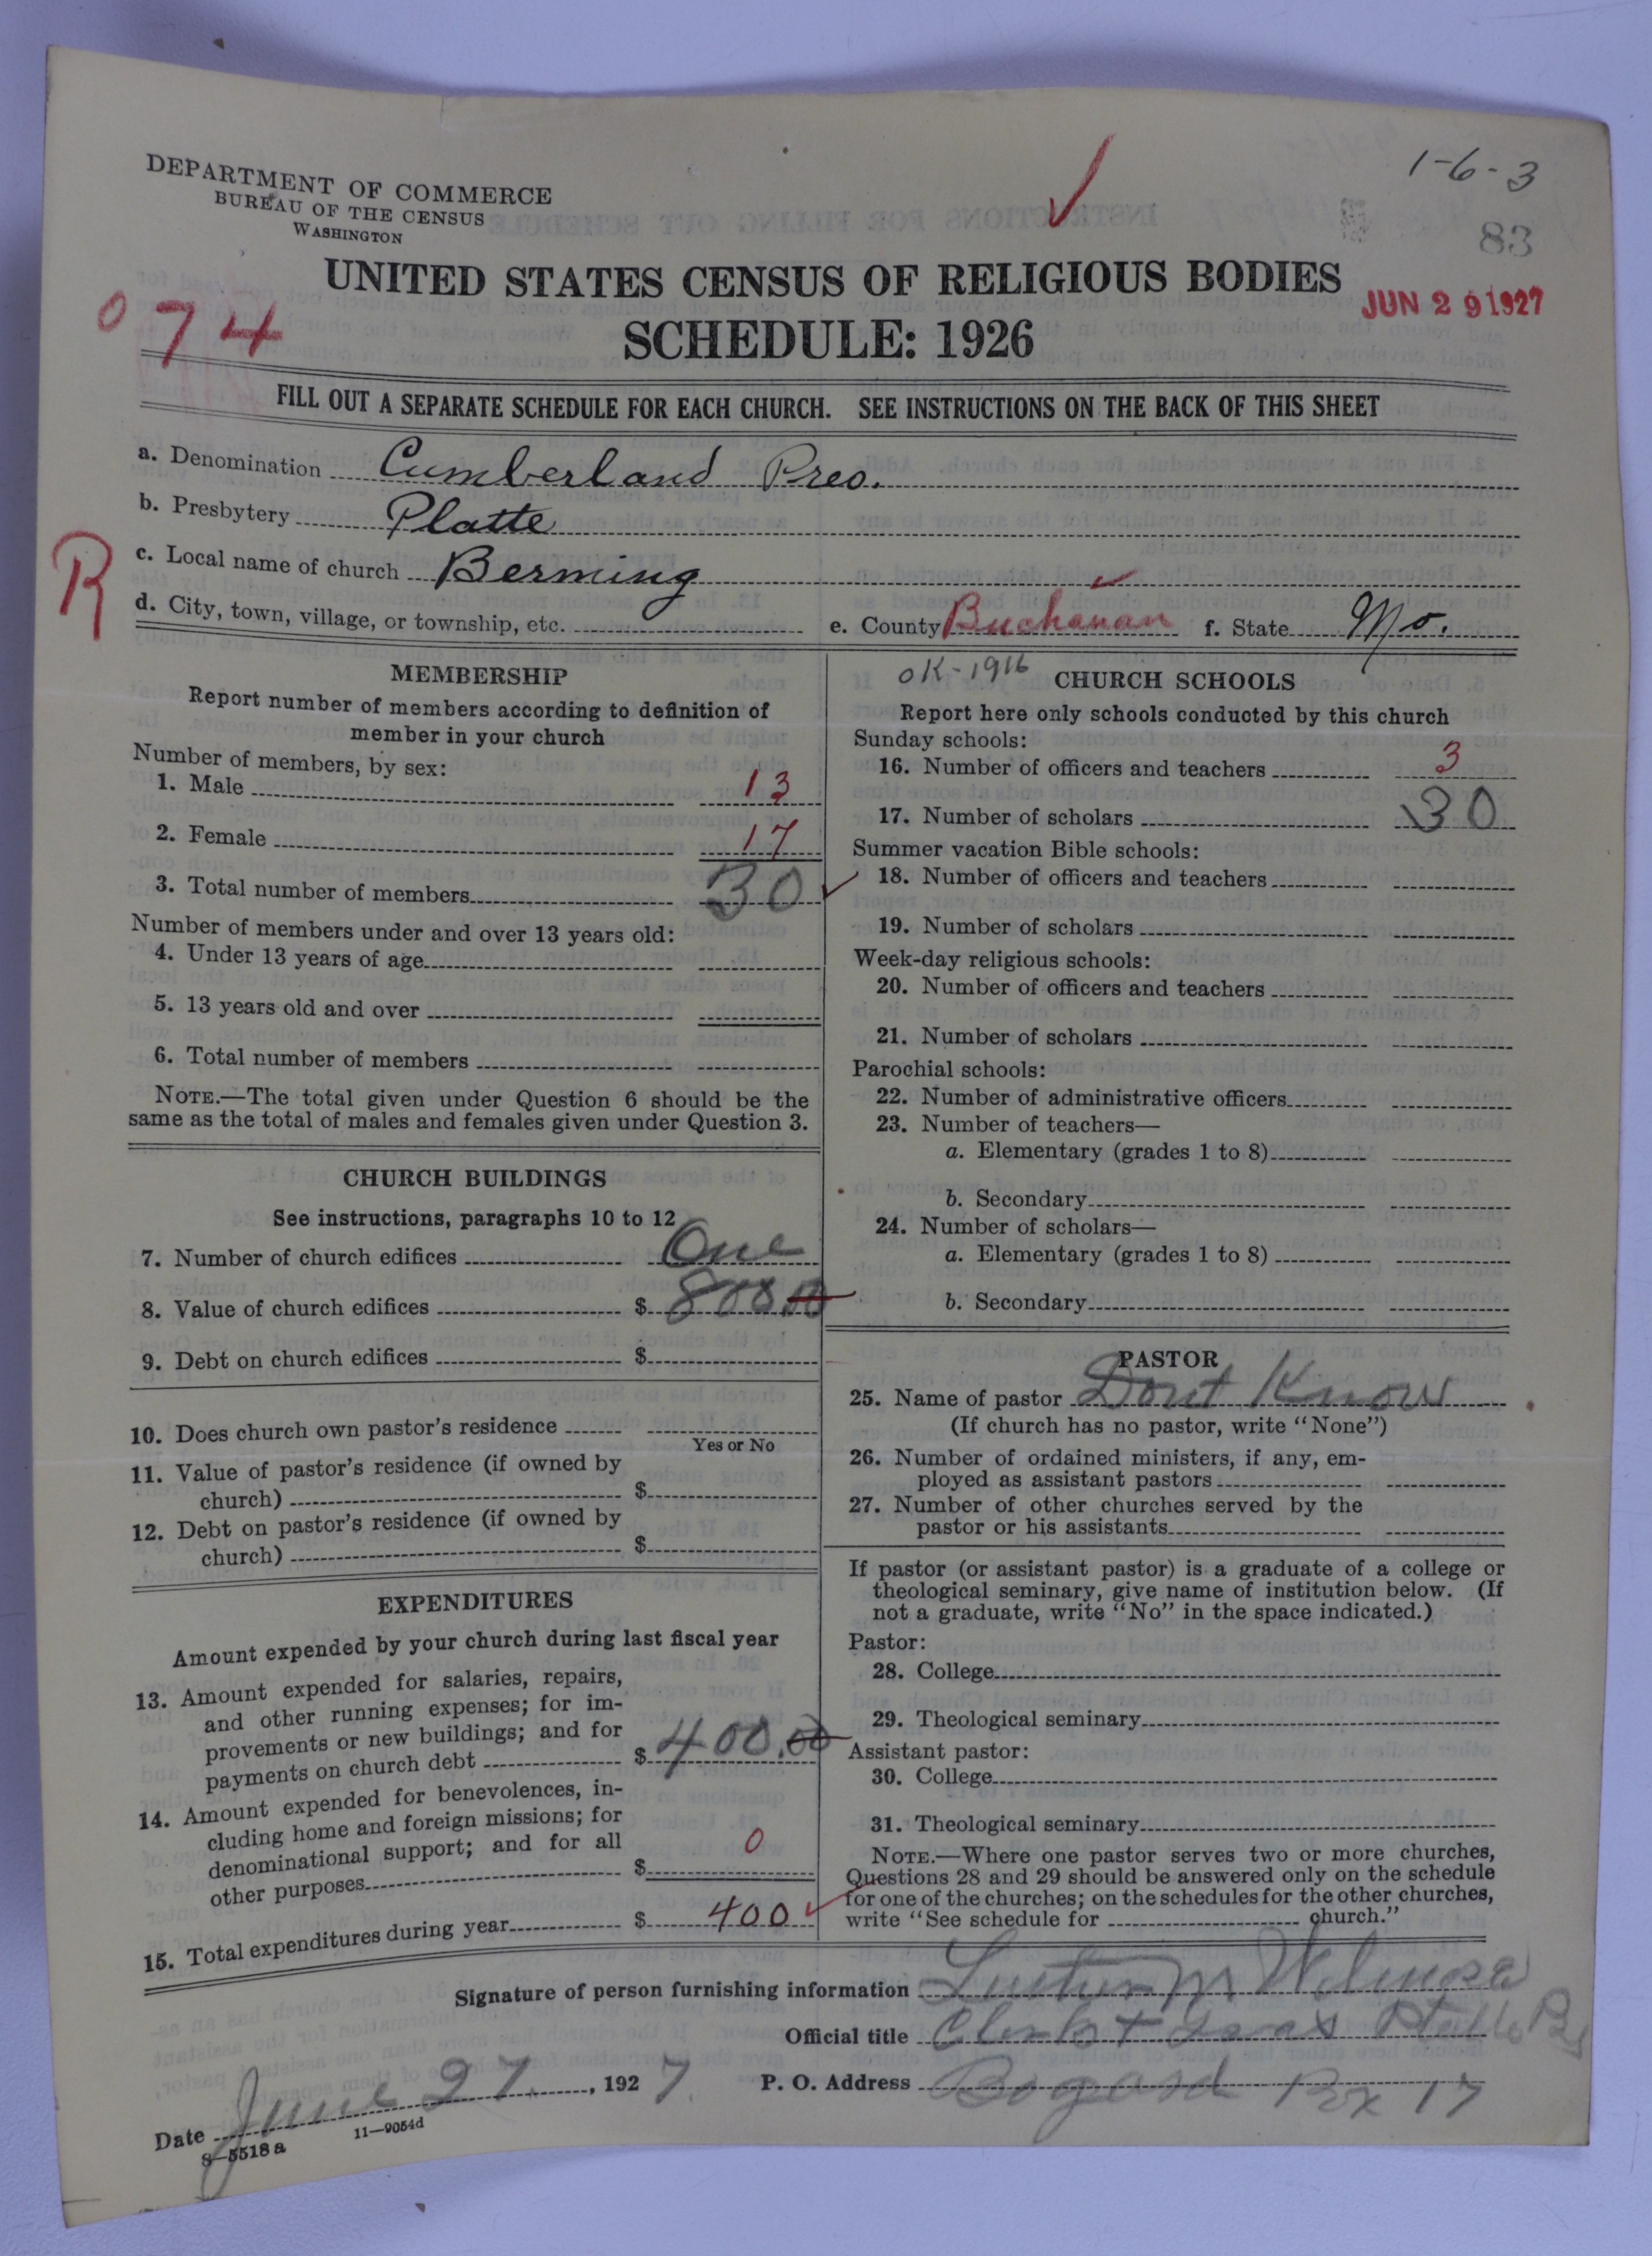 DEPARTMENT OF COMMERCE
BUREAU OF THE CENSUS
WASHINGTON
1-6-3
83
UNITED STATES CENSUS OF RELIGIOUS BODIES
JUN 29 1927
074
SCHEDULE: 1926
FILL OUT A SEPARATE SCHEDULE FOR EACH CHURCH. SEE INSTRUCTIONS ON THE BACK OF THIS SHEET
a. Denomination Cumberland Pres.
b. Presbytery Platte
R
c. Local name of church Berming
d. City, town, village, or township, etc. e. County Buchanan f. State Mo.
MEMBERSHIP
Report number of members according to definition of
member in your church
Number of members, by sex:
1. Male 13
2. Female 17
3. Total number of members 30
Number of members under and over 13 years old:
4. Under 13 years of age
5. 13 years old and over
6. Total number of members
NOTE.—The total given under Question 6 should be the
same as the total of males and females given under Question 3.
CHURCH BUILDINGS
See instructions, paragraphs 10 to 12
7. Number of church edifices One
8. Value of church edifices $ 800.00
9. Debt on church edifices $
10. Does church own pastor's residence
Yes or No
11. Value of pastor's residence (if owned by
church) $
12. Debt on pastor's residence (if owned by
church) $
EXPENDITURES
Amount expended by your church during last fiscal year
13. Amount expended for salaries, repairs,
and other running expenses; for im-
provements or new buildings; and for
payments on church debt $ 400.00
14. Amount expended for benevolences, in-
cluding home and foreign missions; for
denominational support; and for all
other purposes $ 0
15. Total expenditures during year $ 400
OK-1916
CHURCH SCHOOLS
Report here only schools conducted by this church
Sunday schools:
16. Number of officers and teachers 3
17. Number of scholars 30
Summer vacation Bible schools:
18. Number of officers and teachers
19. Number of scholars
Week-day religious schools:
20. Number of officers and teachers
21. Number of scholars
Parochial schools:
22. Number of administrative officers
23. Number of teachers—
a. Elementary (grades 1 to 8)
b. Secondary
24. Number of scholars—
a. Elementary (grades 1 to 8)
b. Secondary
PASTOR
25. Name of pastor Dont Know
(If church has no pastor, write "None")
26. Number of ordained ministers, if any, em-
ployed as assistant pastors
27. Number of other churches served by the
pastor or his assistants
If pastor (or assistant pastor) is a graduate of a college or
theological seminary, give name of institution below. (If
not a graduate, write "No" in the space indicated.)
Pastor:
28. College
29. Theological seminary
Assistant pastor:
30. College
31. Theological seminary
NOTE.—Where one pastor serves two or more churches,
Questions 28 and 29 should be answered only on the schedule
for one of the churches; on the schedules for the other churches,
write "See schedule for church."
Signature of person furnishing information
Official title
P. O. Address Bogard Bx 17
Date June 27, 1927.
8—5518 a 11—9054d